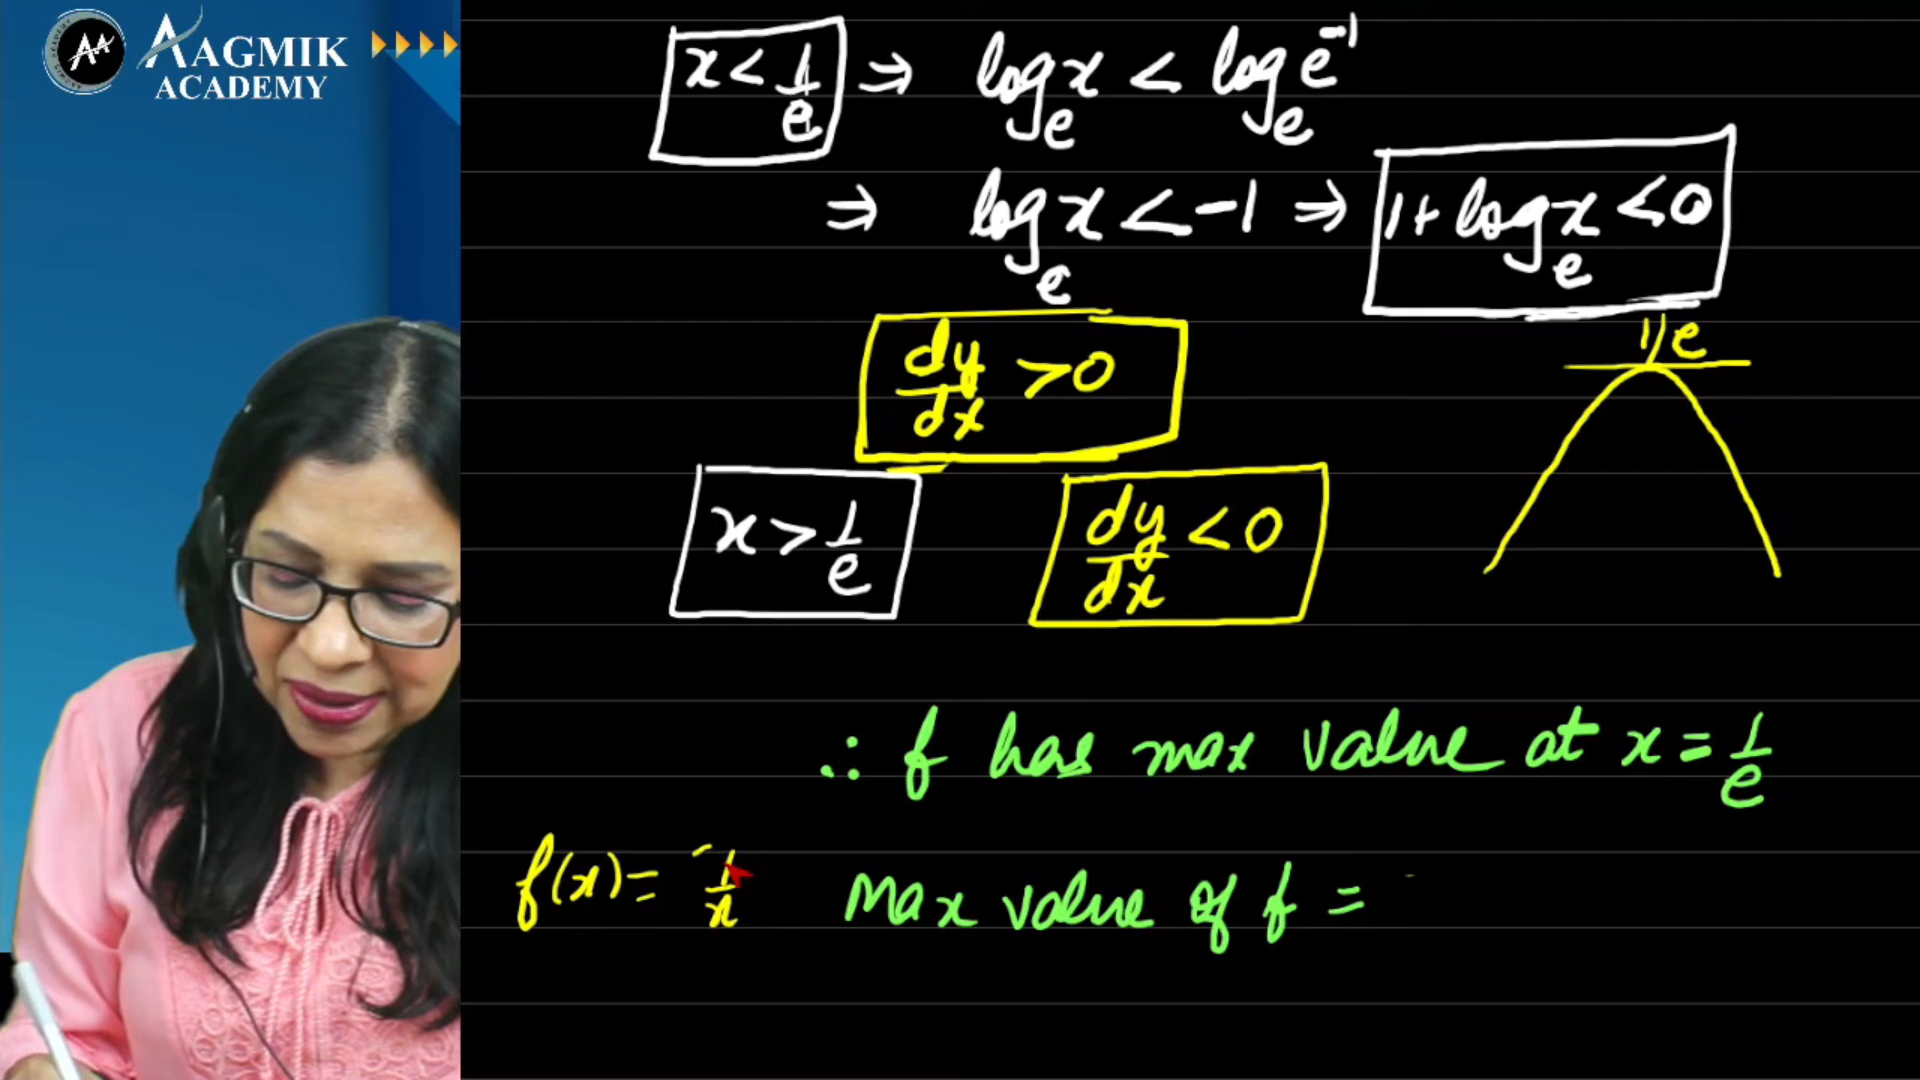 AAGMIK
ACADEMY
x < 1/e ⇒ logₑx < logₑe⁻¹
⇒ logₑx < -1 ⇒ 1 + logₑx < 0
1/e
dy/dx > 0
x > 1/e dy/dx < 0
∴ f has max value at x = 1/e
f(x) = 1/x Max value of f =